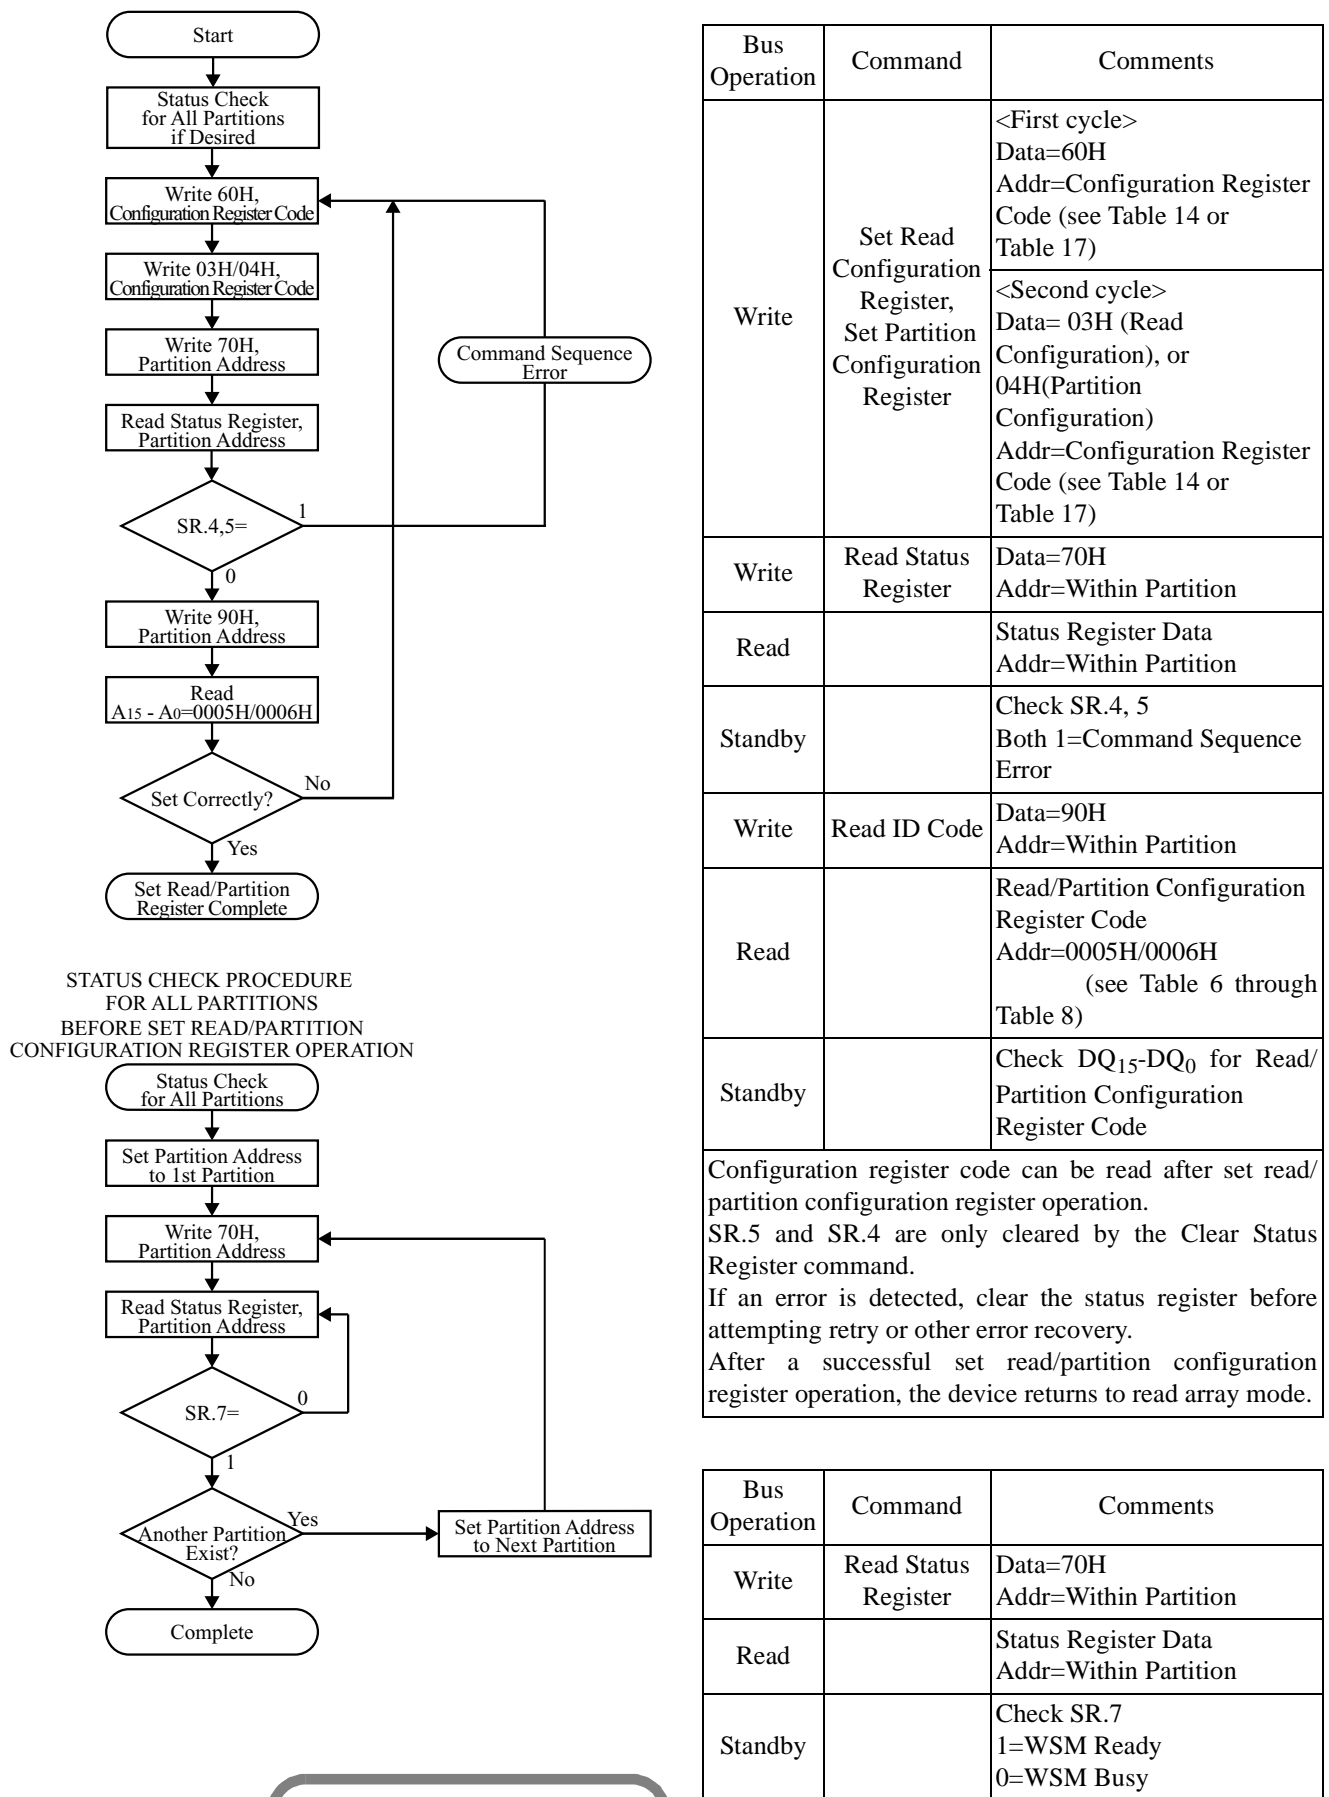 Start
Status Check
for All Partitions
if Desired
Write 60H,
Configuration Register Code
Write 03H/04H,
Configuration Register Code
Write 70H,
Partition Address
Read Status Register,
Partition Address
SR.4,5=
1
0
Command Sequence
Error
Write 90H,
Partition Address
Read
A15 - A0=0005H/0006H
Set Correctly?
No
Yes
Set Read/Partition
Register Complete
STATUS CHECK PROCEDURE
FOR ALL PARTITIONS
BEFORE SET READ/PARTITION
CONFIGURATION REGISTER OPERATION
Status Check
for All Partitions
Set Partition Address
to 1st Partition
Write 70H,
Partition Address
Read Status Register,
Partition Address
SR.7=
0
1
Another Partition
Exist?
Yes
No
Set Partition Address
to Next Partition
Complete
Bus
Operation
Command
Comments
Write
Set Read
Configuration
Register,
Set Partition
Configuration
Register
<First cycle>
Data=60H
Addr=Configuration Register
Code (see Table 14 or
Table 17)
<Second cycle>
Data= 03H (Read
Configuration), or
04H(Partition
Configuration)
Addr=Configuration Register
Code (see Table 14 or
Table 17)
Write
Read Status
Register
Data=70H
Addr=Within Partition
Read
Status Register Data
Addr=Within Partition
Standby
Check SR.4, 5
Both 1=Command Sequence
Error
Write
Read ID Code
Data=90H
Addr=Within Partition
Read
Read/Partition Configuration
Register Code
Addr=0005H/0006H
(see Table 6 through
Table 8)
Standby
Check DQ15-DQ0 for Read/
Partition Configuration
Register Code
Configuration register code can be read after set read/
partition configuration register operation.
SR.5 and SR.4 are only cleared by the Clear Status
Register command.
If an error is detected, clear the status register before
attempting retry or other error recovery.
After a successful set read/partition configuration
register operation, the device returns to read array mode.
Bus
Operation
Command
Comments
Write
Read Status
Register
Data=70H
Addr=Within Partition
Read
Status Register Data
Addr=Within Partition
Standby
Check SR.7
1=WSM Ready
0=WSM Busy